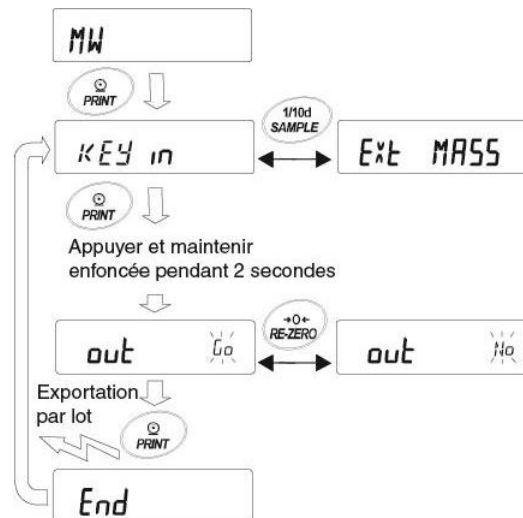 MW
PRINT
KEY in
1/10d
SAMPLE
Ext MASS
PRINT
Appuyer et maintenir
enfoncée pendant 2 secondes
out Go
→0←
RE-ZERO
out No
Exportation
par lot
PRINT
End